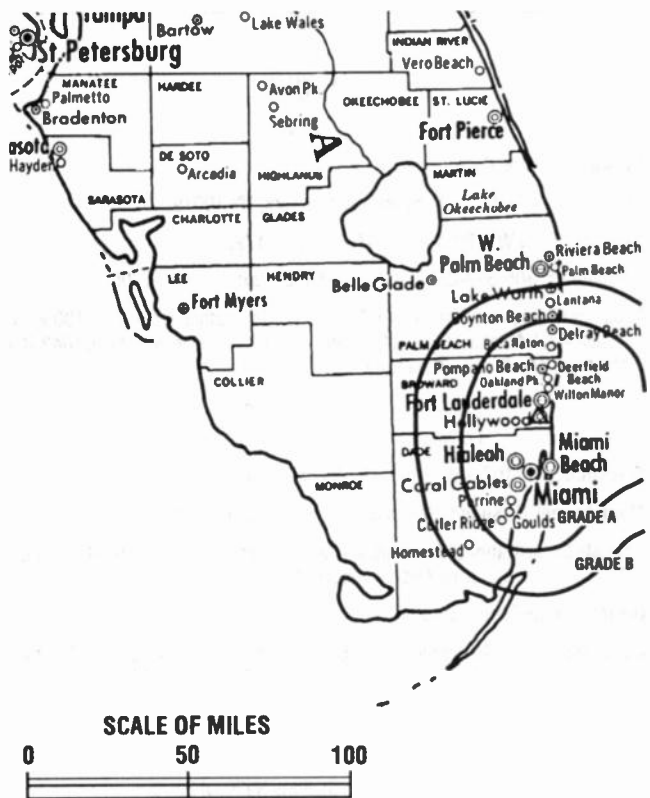 Tampa
St. Petersburg
Bartow
Lake Wales
INDIAN RIVER
Vero Beach
MANATEE
Palmetto
Bradenton
HARDEE
Avon Pk.
Sebring
OKEECHOBEE
ST. LUCIE
Fort Pierce
asota
Hayden
DE SOTO
Arcadia
A
HIGHLANDS
MARTIN
Lake
Okeechobee
SARASOTA
CHARLOTTE
GLADES
W.
Palm Beach
Riviera Beach
Palm Beach
LEE
HENDRY
Belle Glade
Fort Myers
Lake Worth
Lantana
Boynton Beach
Delray Beach
PALM BEACH
Boca Raton
COLLIER
Pompano Beach
Deerfield
Beach
BROWARD
Oakland Pk.
Wilton Manor
Fort Lauderdale
Hollywood
DADE
Hialeah
Miami
Beach
MONROE
Coral Gables
Miami
Perrine
Cutler Ridge
Goulds
GRADE A
Homestead
GRADE B
SCALE OF MILES
0 50 100